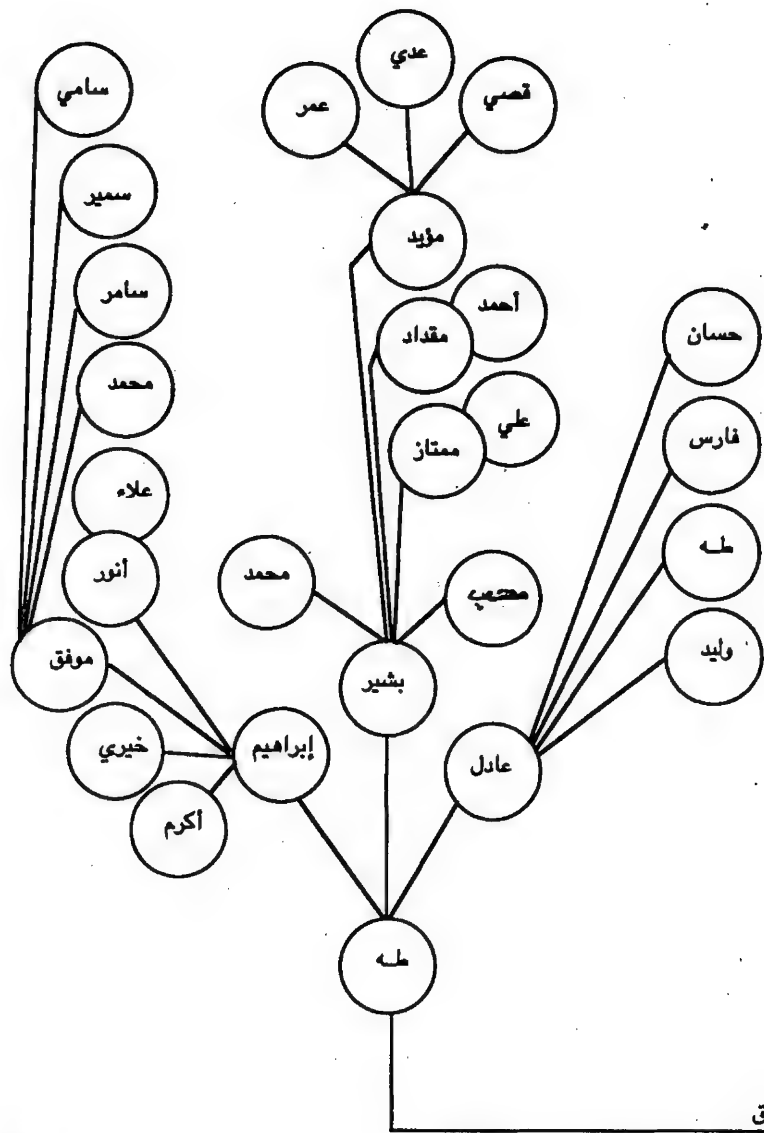 عدي
سامي
قصي
عمر
سمير
مؤيد
سامر
أحمد
مقداد
حسان
محمد
علي
ممتاز
فارس
علاء
طه
أنور
محمد
وليد
موفق
بشير
خيري
إبراهيم
عادل
أكرم
طه
ق